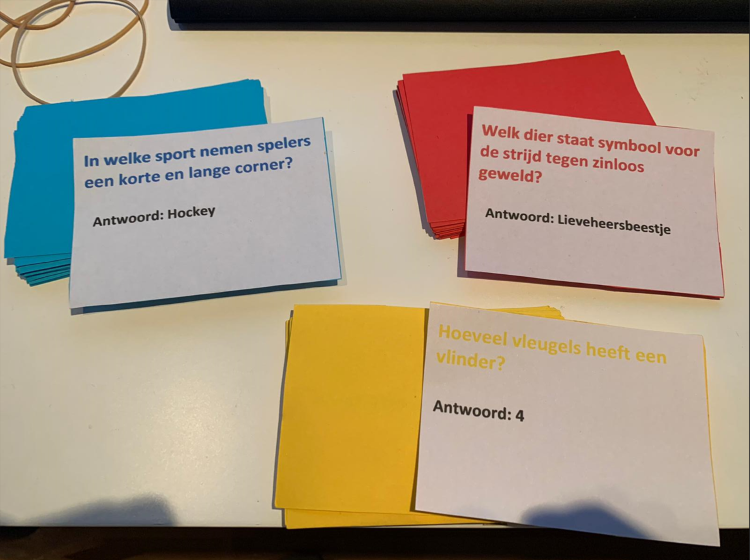 In welke sport nemen spelers
een korte en lange corner?
Antwoord: Hockey
Welk dier staat symbool voor
de strijd tegen zinloos
geweld?
Antwoord: Lieveheersbeestje
Hoeveel vleugels heeft een
vlinder?
Antwoord: 4